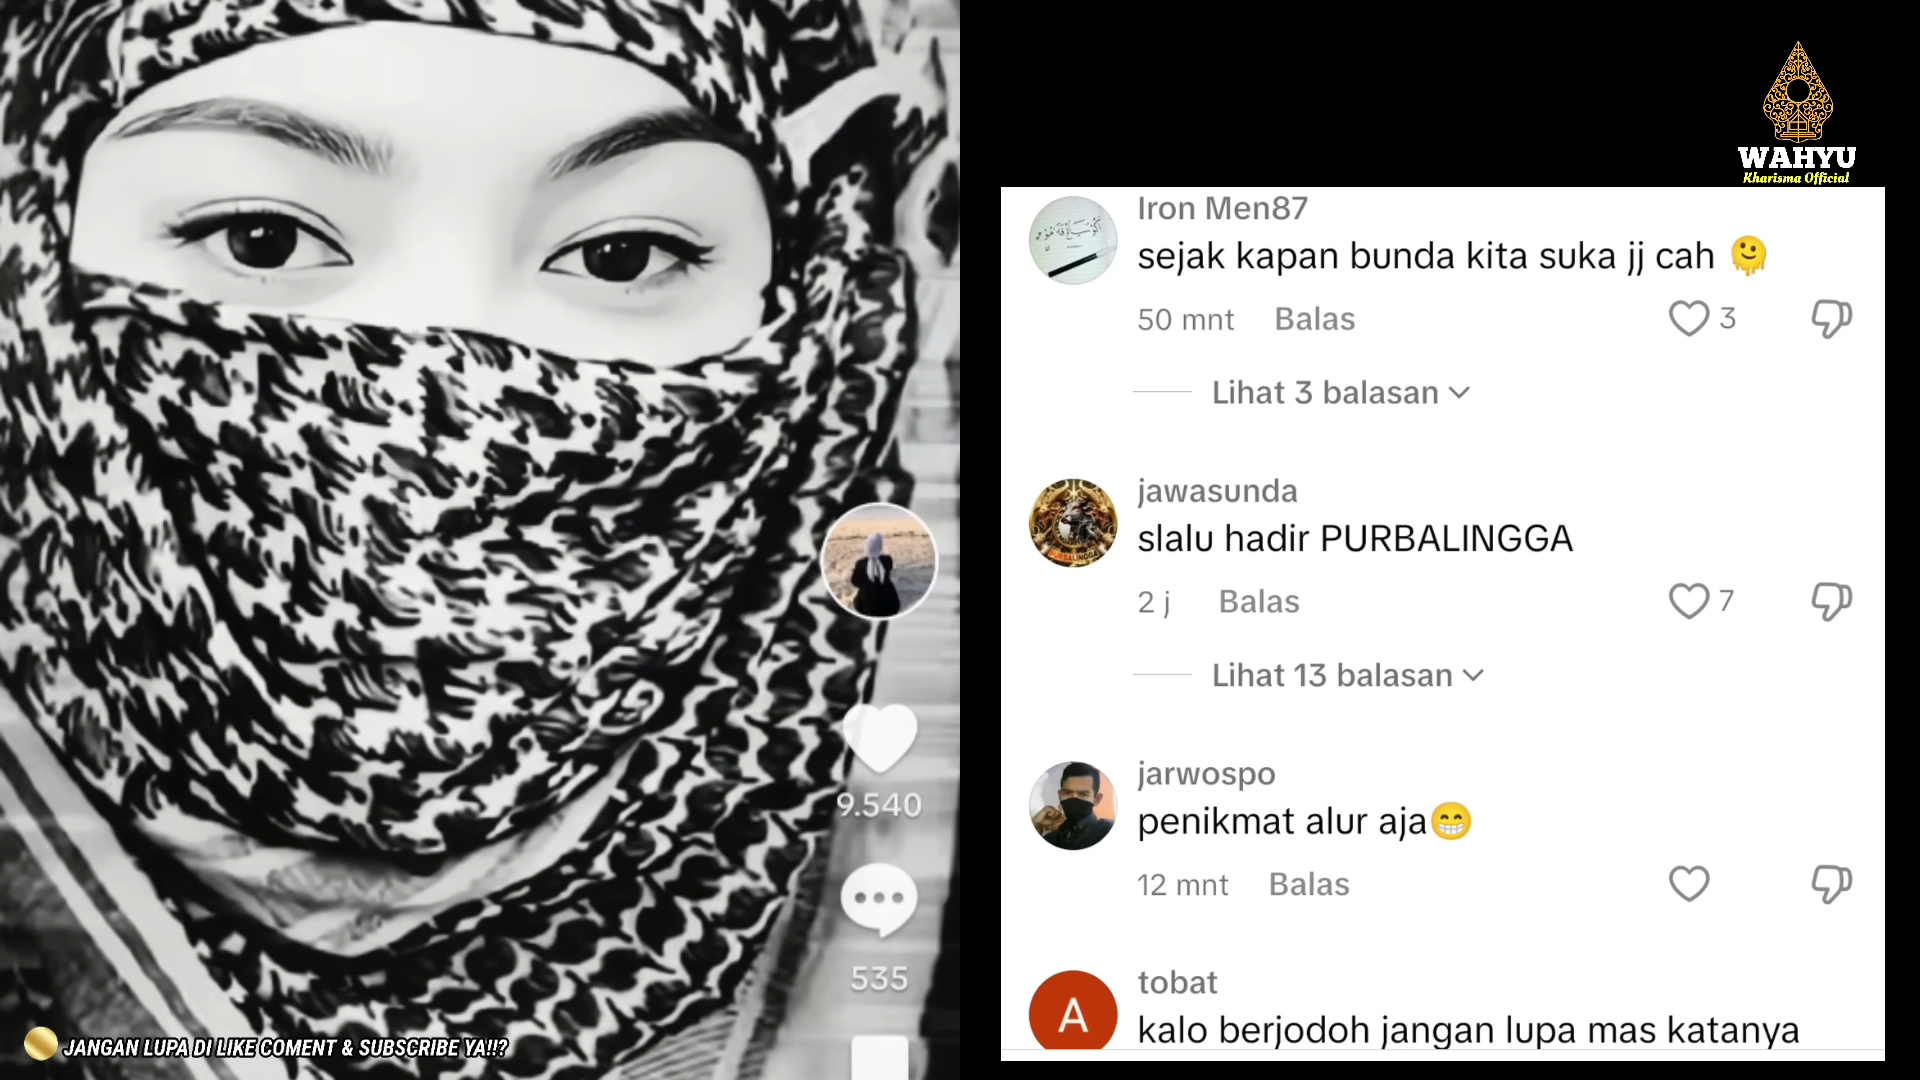 9.540
535
JANGAN LUPA DI LIKE COMENT & SUBSCRIBE YA!!?
WAHYU
Kharisma Official
Iron Men87
sejak kapan bunda kita suka jj cah 🫠
50 mnt Balas 3
Lihat 3 balasan
jawasunda
slalu hadir PURBALINGGA
PURBALINGGA
2 j Balas 7
Lihat 13 balasan
jarwospo
penikmat alur aja😁
12 mnt Balas
tobat
A
kalo berjodoh jangan lupa mas katanya